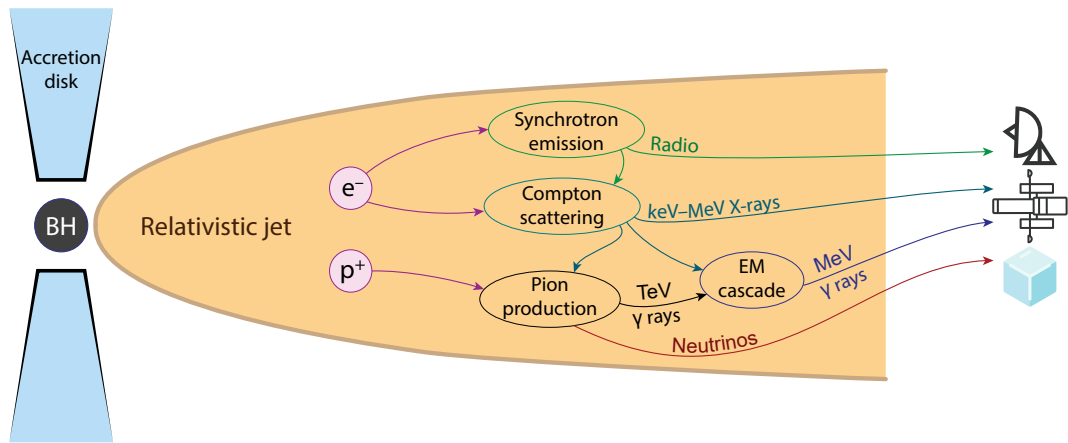 Accretion
disk
BH
Relativistic jet
e⁻
p⁺
Synchrotron
emission
Radio
Compton
scattering
keV–MeV X-rays
Pion
production
TeV
γ rays
EM
cascade
MeV
γ rays
Neutrinos